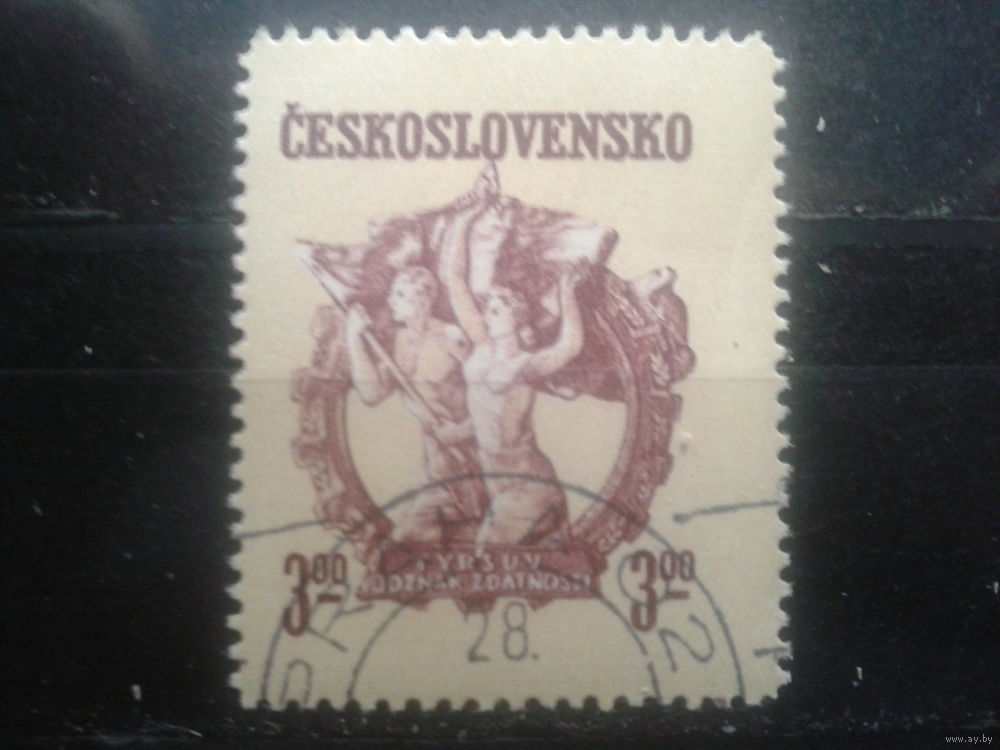 ČESKOSLOVENSKO
3.00 3.00
TYRŠŮV
ODZNAK ZDATNOSTI
28.
www.ay.by